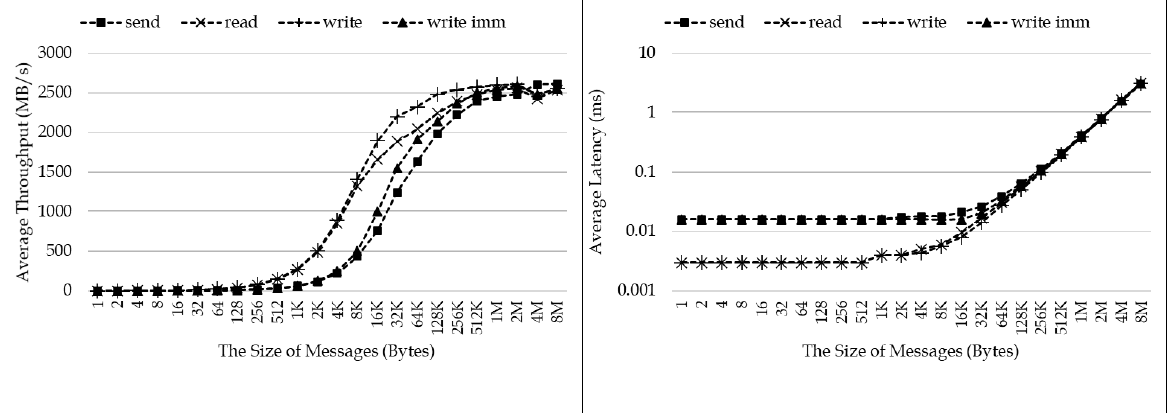 send read write write imm
3000
2500
2000
1500
1000
500
0
Average Throughput (MB/s)
1 2 4 8 16 32 64 128 256 512 1K 2K 4K 8K 16K 32K 64K 128K 256K 512K 1M 2M 4M 8M
The Size of Messages (Bytes)
send read write write imm
10
1
0.1
0.01
0.001
Average Latency (ms)
1 2 4 8 16 32 64 128 256 512 1K 2K 4K 8K 16K 32K 64K 128K 256K 512K 1M 2M 4M 8M
The Size of Messages (Bytes)